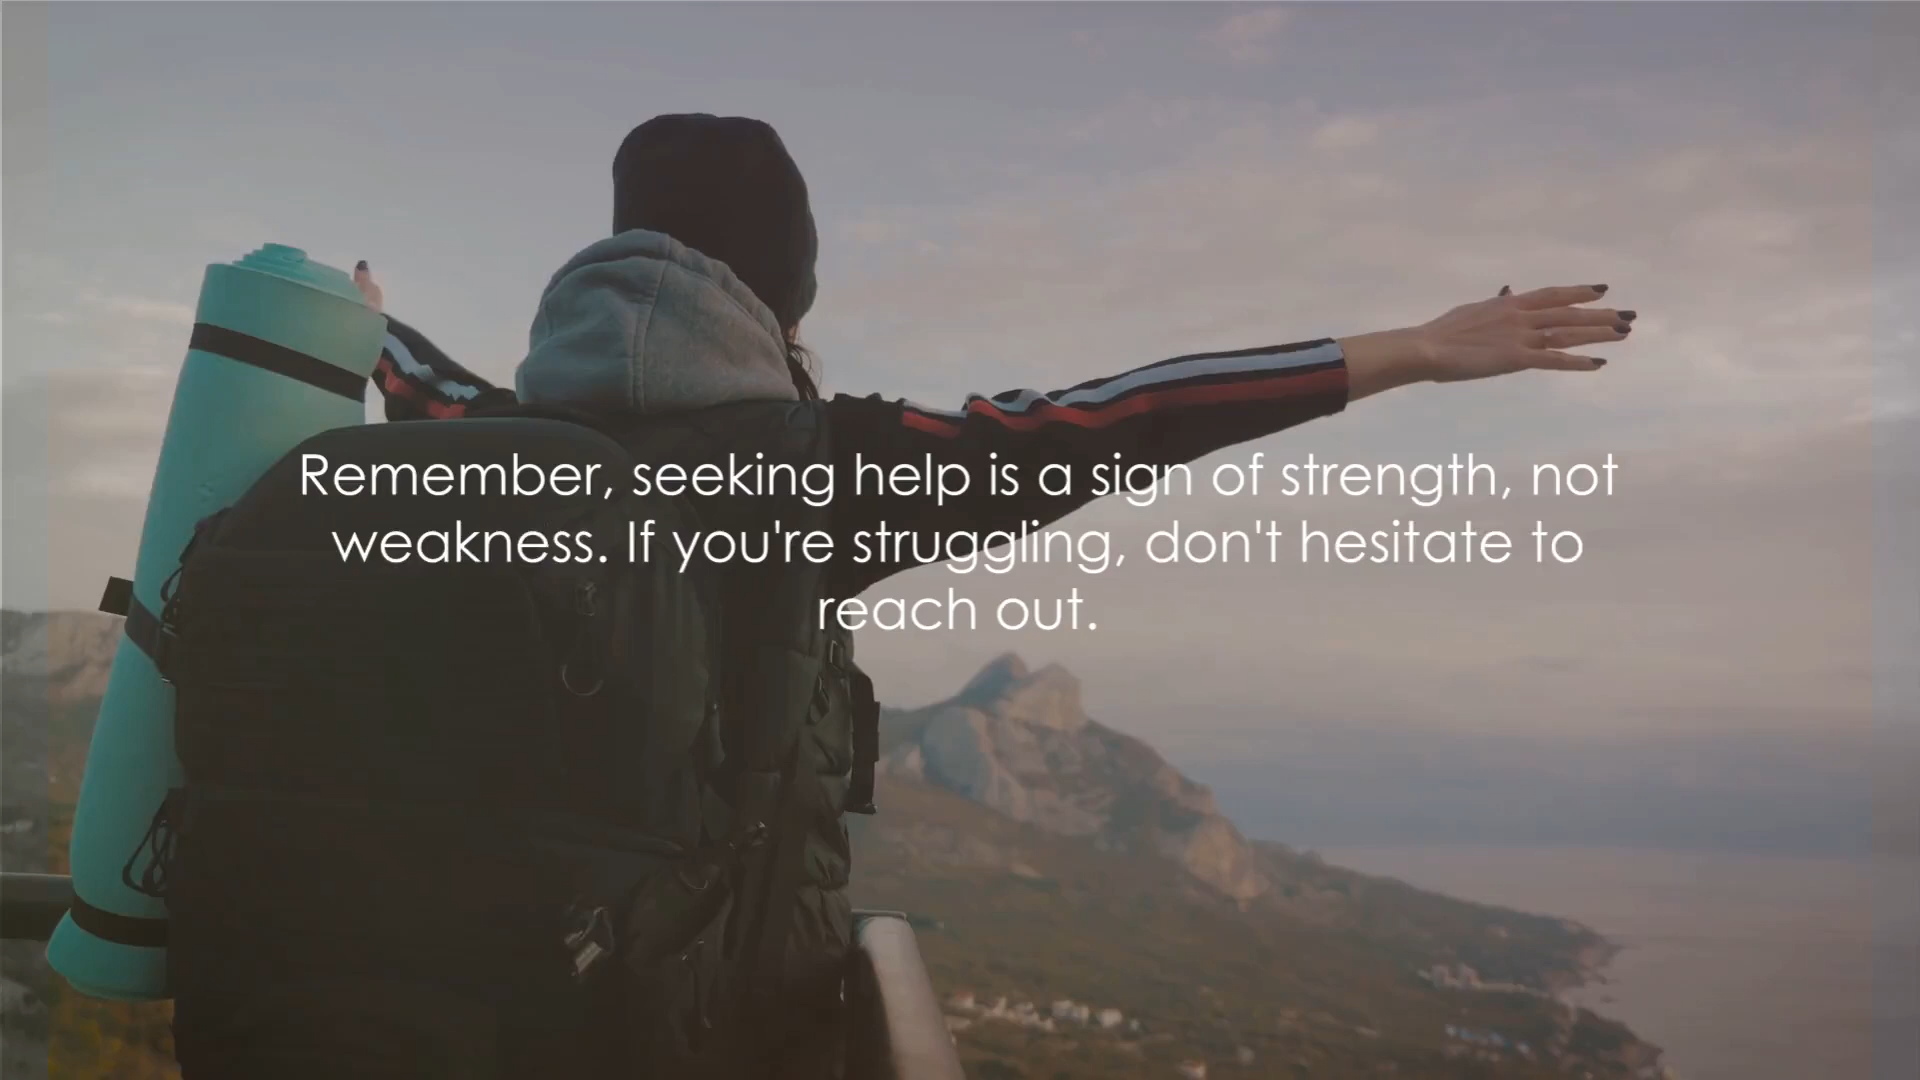 Remember, seeking help is a sign of strength, not
weakness. If you're struggling, don't hesitate to
reach out.